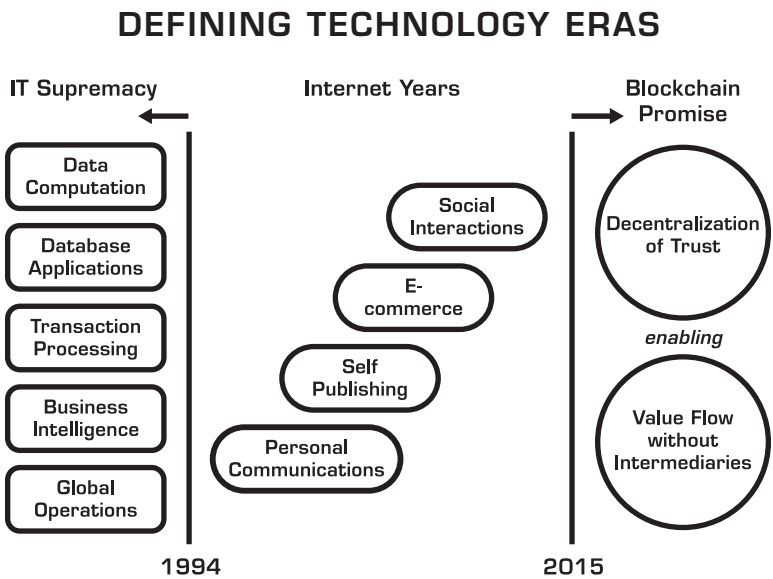 DEFINING TECHNOLOGY ERAS
IT Supremacy
Data
Computation
Database
Applications
Transaction
Processing
Business
Intelligence
Global
Operations
1994
Internet Years
Social
Interactions
E-
commerce
Self
Publishing
Personal
Communications
2015
Blockchain
Promise
Decentralization
of Trust
enabling
Value Flow
without
Intermediaries